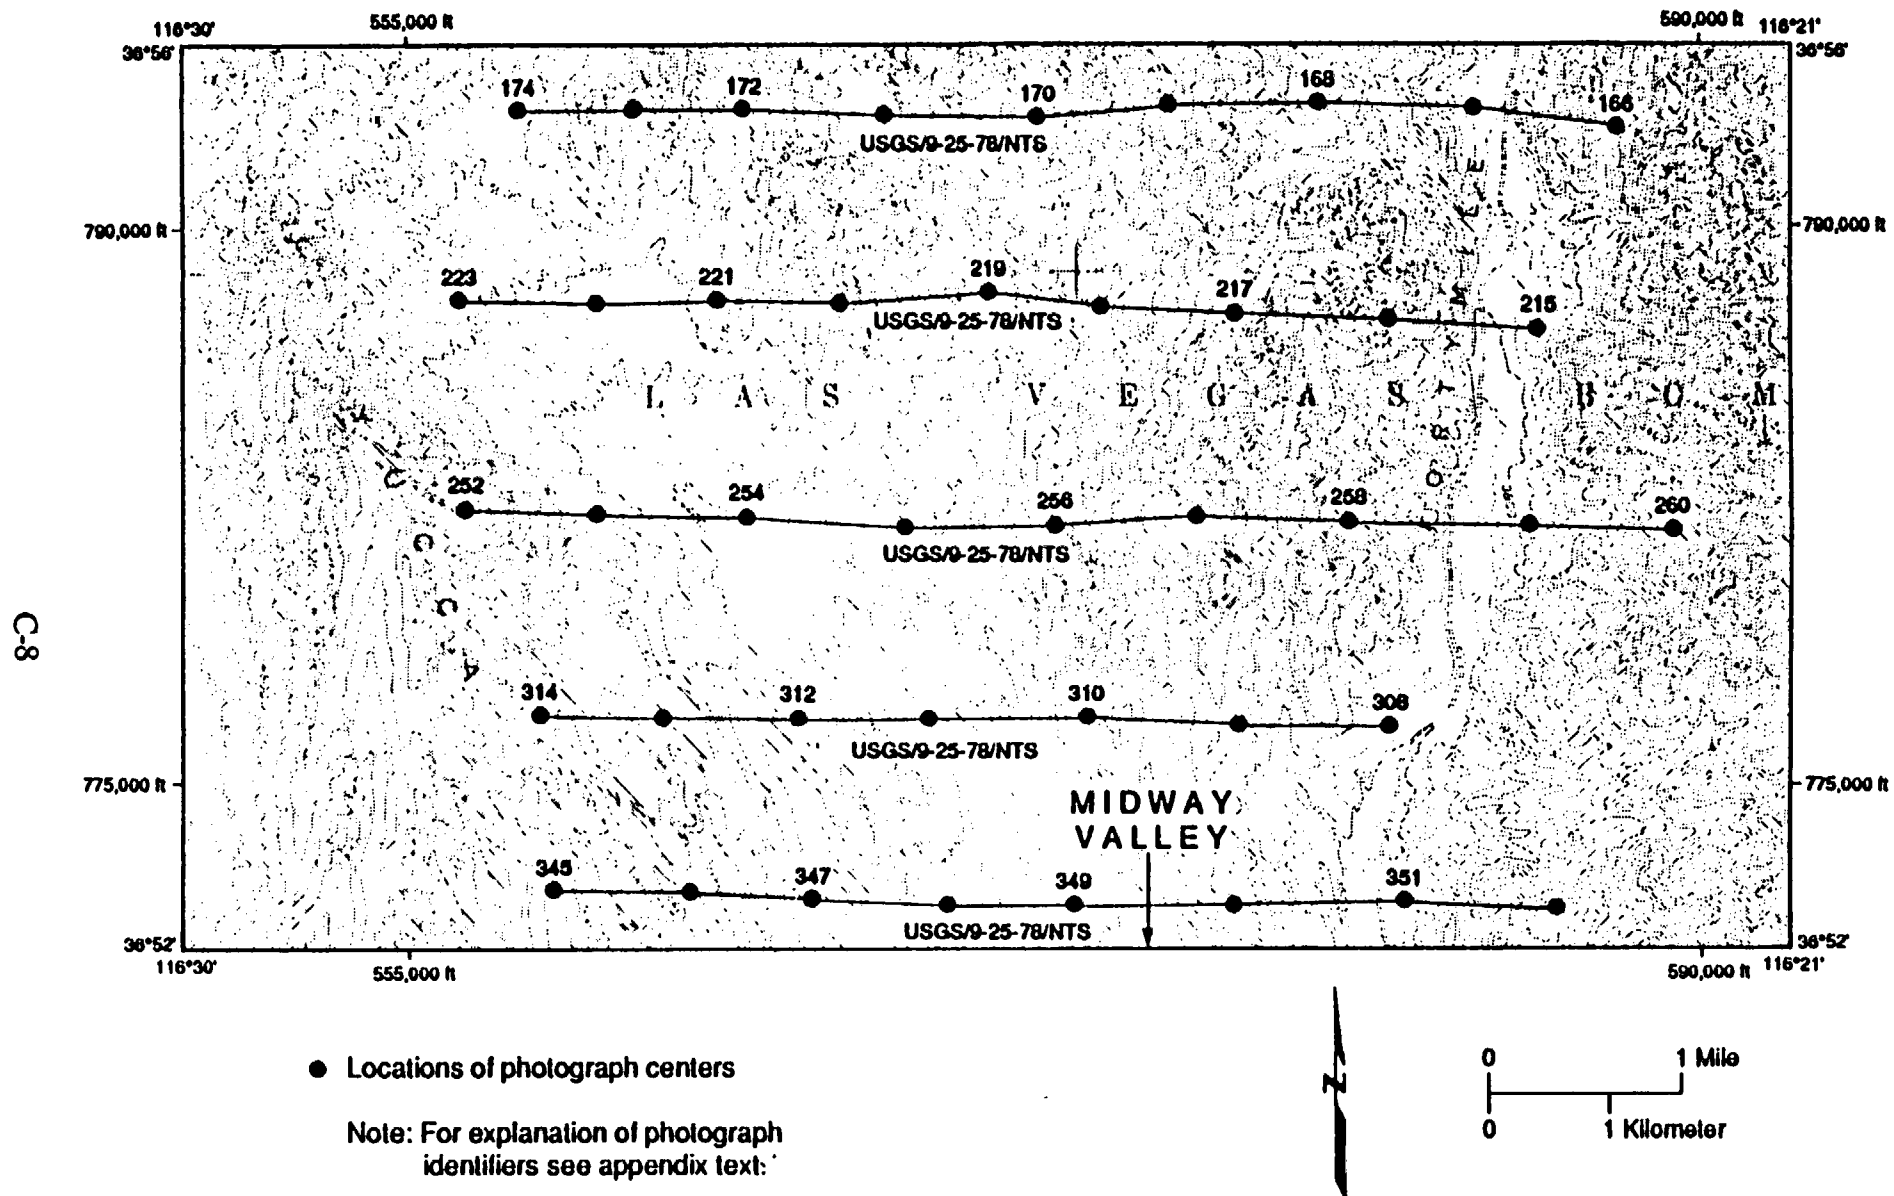 555,000 ft
590,000 ft
116°30'
116°21'
36°56'
36°56'
174
172
170
168
166
USGS/9-25-78/NTS
790,000 ft
790,000 ft
223
221
219
217
215
USGS/9-25-78/NTS
LAS VEGAS BOM
FORTYMILE
YUCCA
252
254
256
258
260
USGS/9-25-78/NTS
C-8
314
312
310
308
USGS/9-25-78/NTS
775,000 ft
775,000 ft
MIDWAY
VALLEY
345
347
349
351
USGS/9-25-78/NTS
36°52'
36°52'
116°30'
555,000 ft
590,000 ft
116°21'
Locations of photograph centers
N
0
1 Mile
0
1 Kilometer
Note: For explanation of photograph
identifiers see appendix text.